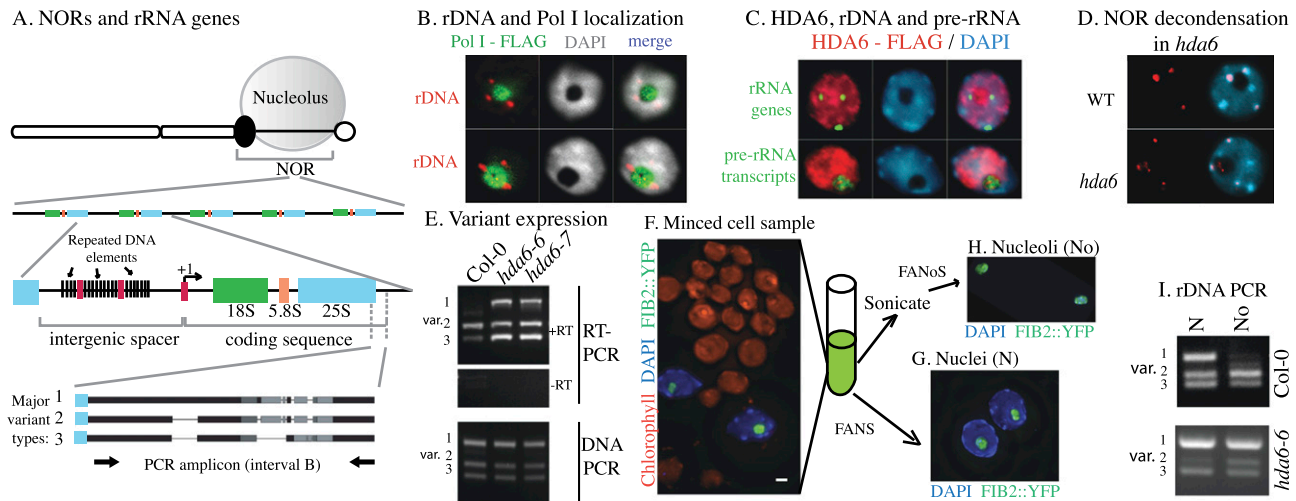 A. NORs and rRNA genes
Nucleolus
NOR
Repeated DNA
elements
+1
18S 5.8S 25S
intergenic spacer coding sequence
Major 1
variant 2
types: 3
PCR amplicon (interval B)
B. rDNA and Pol I localization
Pol I - FLAG DAPI merge
rDNA
rDNA
C. HDA6, rDNA and pre-rRNA
HDA6 - FLAG / DAPI
rRNA
genes
pre-rRNA
transcripts
D. NOR decondensation
in hda6
WT
hda6
E. Variant expression
Col-0 hda6-6 hda6-7
1
var. 2
3
+RT
-RT
RT-
PCR
1
var. 2
3
DNA
PCR
F. Minced cell sample
Chlorophyll DAPI FIB2::YFP
FANoS
Sonicate
FANS
H. Nucleoli (No)
DAPI FIB2::YFP
G. Nuclei (N)
DAPI FIB2::YFP
I. rDNA PCR
N No
1
var. 2
3
Col-0
1
var. 2
3
hda6-6